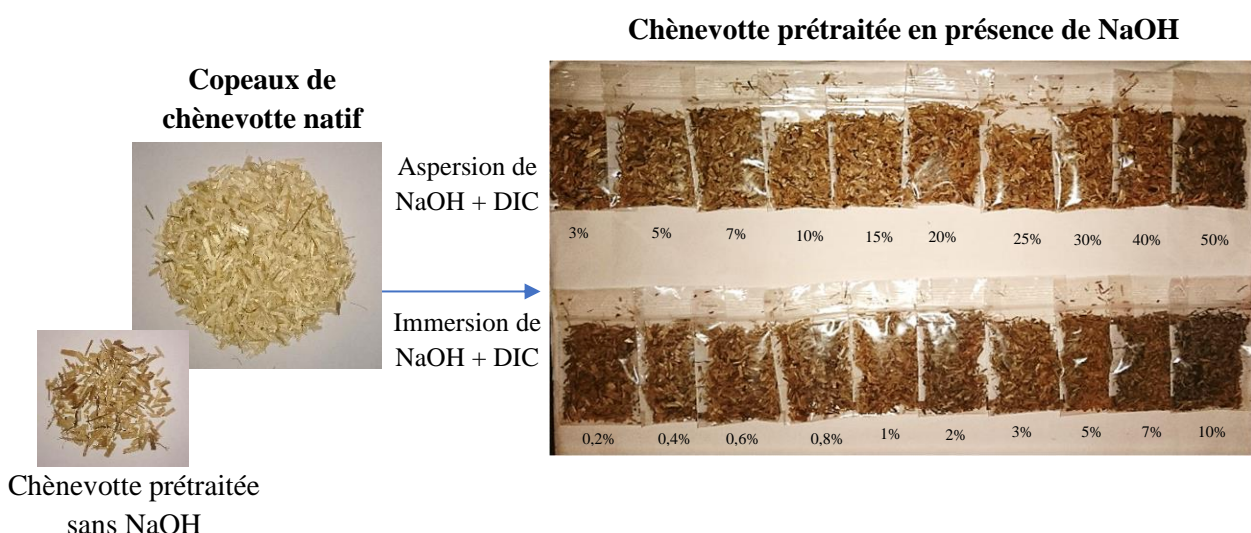 Chènevotte prétraitée en présence de NaOH
Copeaux de
chènevotte natif
Aspersion de
NaOH + DIC
3% 5% 7% 10% 15% 20% 25% 30% 40% 50%
Immersion de
NaOH + DIC
0,2% 0,4% 0,6% 0,8% 1% 2% 3% 5% 7% 10%
Chènevotte prétraitée
sans NaOH